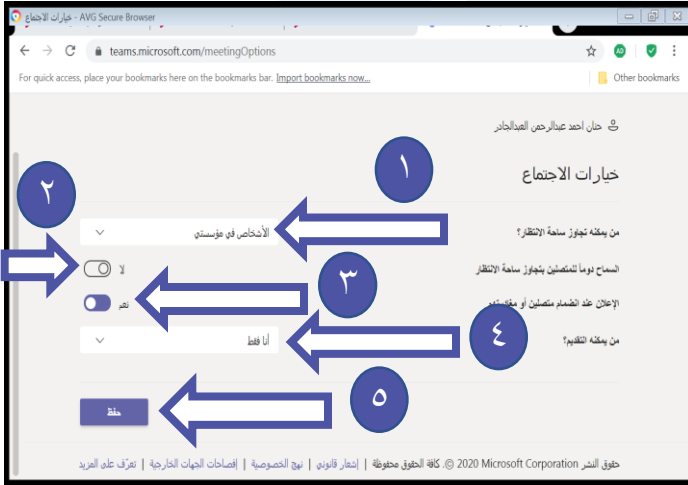 خيارات الاجتماع - AVG Secure Browser
teams.microsoft.com/meetingOptions
For quick access, place your bookmarks here on the bookmarks bar. Import bookmarks now... Other bookmarks
حنان احمد عبدالرحمن العبدالجادر
خيارات الاجتماع
١
٢
من يمكنه تجاوز ساحة الانتظار؟ الأشخاص في مؤسستي
السماح دوماً للمتصلين بتجاوز ساحة الانتظار لا
٣
الإعلان عند انضمام متصلين أو نعم
٤
من يمكنه التقديم؟ أنا فقط
٥
حفظ
حقوق النشر 2020 Microsoft Corporation ©. كافة الحقوق محفوظة | إشعار قانوني | نهج الخصوصية | إفصاحات الجهات الخارجية | تعرّف على المزيد